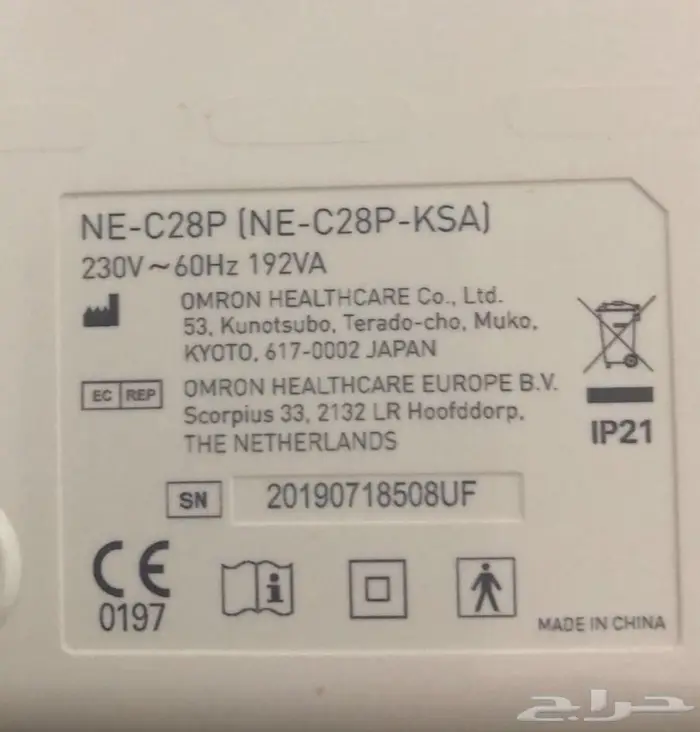 NE-C28P (NE-C28P-KSA)
230V~60Hz 192VA
OMRON HEALTHCARE Co., Ltd.
53, Kunotsubo, Terado-cho, Muko,
KYOTO, 617-0002 JAPAN
EC REP
OMRON HEALTHCARE EUROPE B.V.
Scorpius 33, 2132 LR Hoofddorp,
THE NETHERLANDS
IP21
SN 20190718508UF
CE
0197
i
MADE IN CHINA
حراج